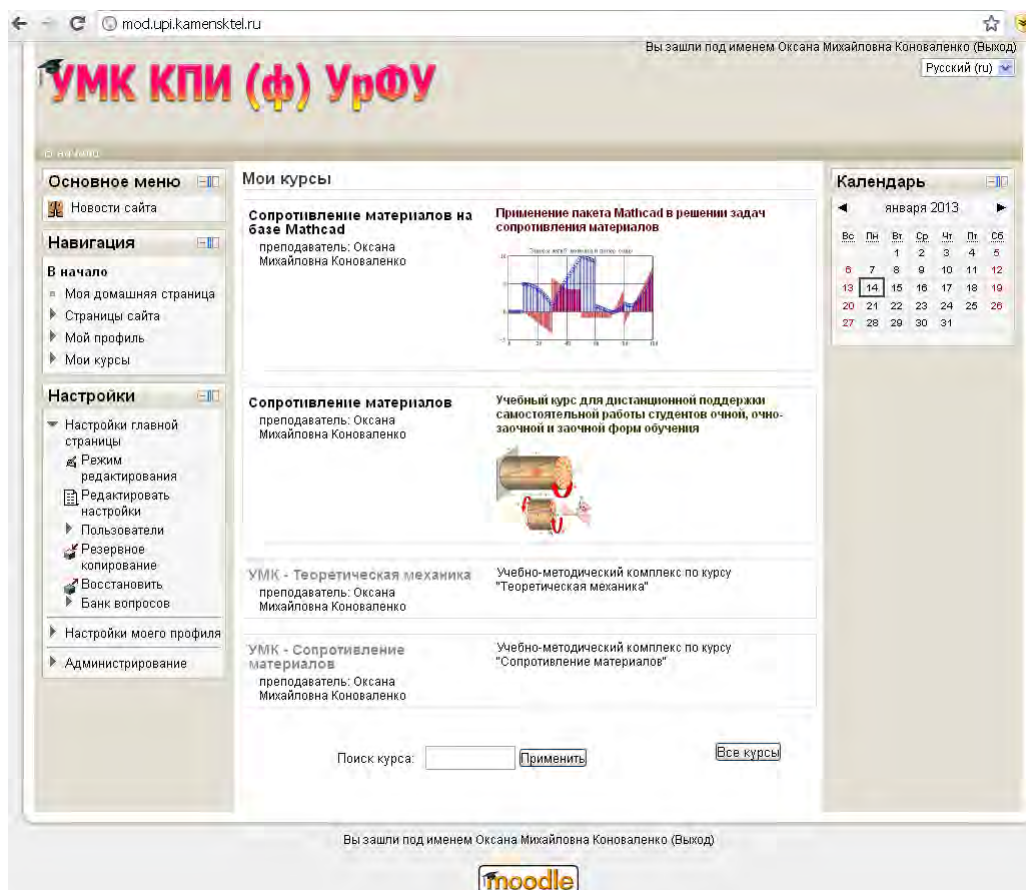 mod.upi.kamensktel.ru
Вы зашли под именем Оксана Михайловна Коноваленко (Выход)
Русский (ru)
УМК КПИ (ф) УрФУ
В начало
Основное меню
Новости сайта
Навигация
В начало
Моя домашняя страница
Страницы сайта
Мой профиль
Мои курсы
Настройки
Настройки главной
страницы
Режим
редактирования
Редактировать
настройки
Пользователи
Резервное
копирование
Восстановить
Банк вопросов
Настройки моего профиля
Администрирование
Мои курсы
Сопротивление материалов на
базе Mathcad
преподаватель: Оксана
Михайловна Коноваленко
Применение пакета Mathcad в решении задач
сопротивления материалов
Сопротивление материалов
преподаватель: Оксана
Михайловна Коноваленко
Учебный курс для дистанционной поддержки
самостоятельной работы студентов очной, очно-
заочной и заочной форм обучения
УМК - Теоретическая механика
преподаватель: Оксана
Михайловна Коноваленко
Учебно-методический комплекс по курсу
"Теоретическая механика"
УМК - Сопротивление
материалов
преподаватель: Оксана
Михайловна Коноваленко
Учебно-методический комплекс по курсу
"Сопротивление материалов"
Поиск курса: Применить
Все курсы
Календарь
◄ января 2013 ►
Вс Пн Вт Ср Чт Пт Сб
1 2 3 4 5
6 7 8 9 10 11 12
13 14 15 16 17 18 19
20 21 22 23 24 25 26
27 28 29 30 31
Вы зашли под именем Оксана Михайловна Коноваленко (Выход)
moodle